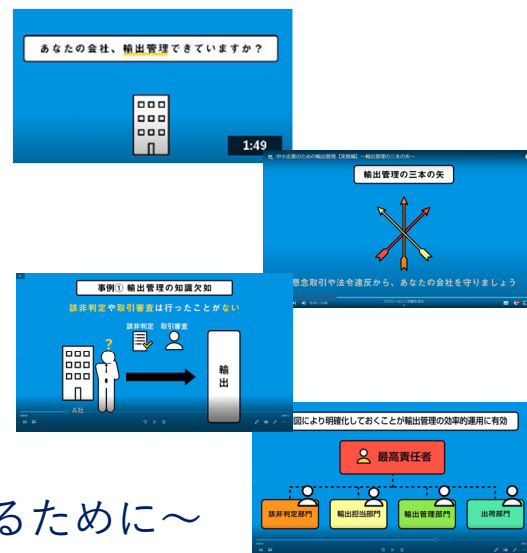 あなたの会社、輸出管理できていますか？
1:49
中小企業のための輸出管理【実務編】～輸出管理の三本の矢～
輸出管理の三本の矢
懸念取引や法令違反から、あなたの会社を守りましょう
事例① 輸出管理の知識欠如
該非判定や取引審査は行ったことがない
該非判定 取引審査
?
A社
輸出
図により明確化しておくことが輸出管理の効率的運用に有効
最高責任者
該非判定部門
輸出担当部門
輸出管理部門
出荷部門
るために～